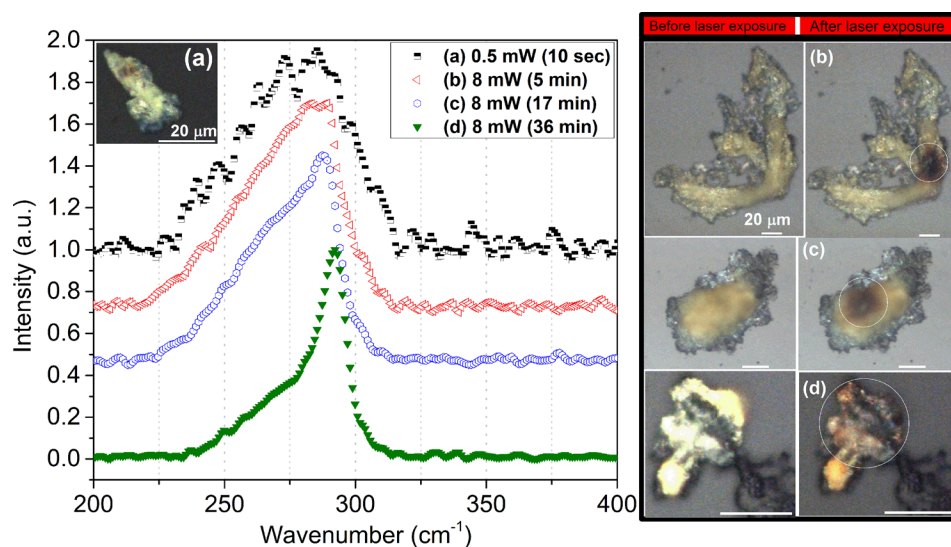 2.0
1.8
1.6
1.4
1.2
1.0
0.8
0.6
0.4
0.2
0.0
Intensity (a.u.)
(a)
20 μm
(a) 0.5 mW (10 sec)
(b) 8 mW (5 min)
(c) 8 mW (17 min)
(d) 8 mW (36 min)
200 250 300 350 400
Wavenumber (cm⁻¹)
Before laser exposure After laser exposure
(b)
20 μm
(c)
(d)